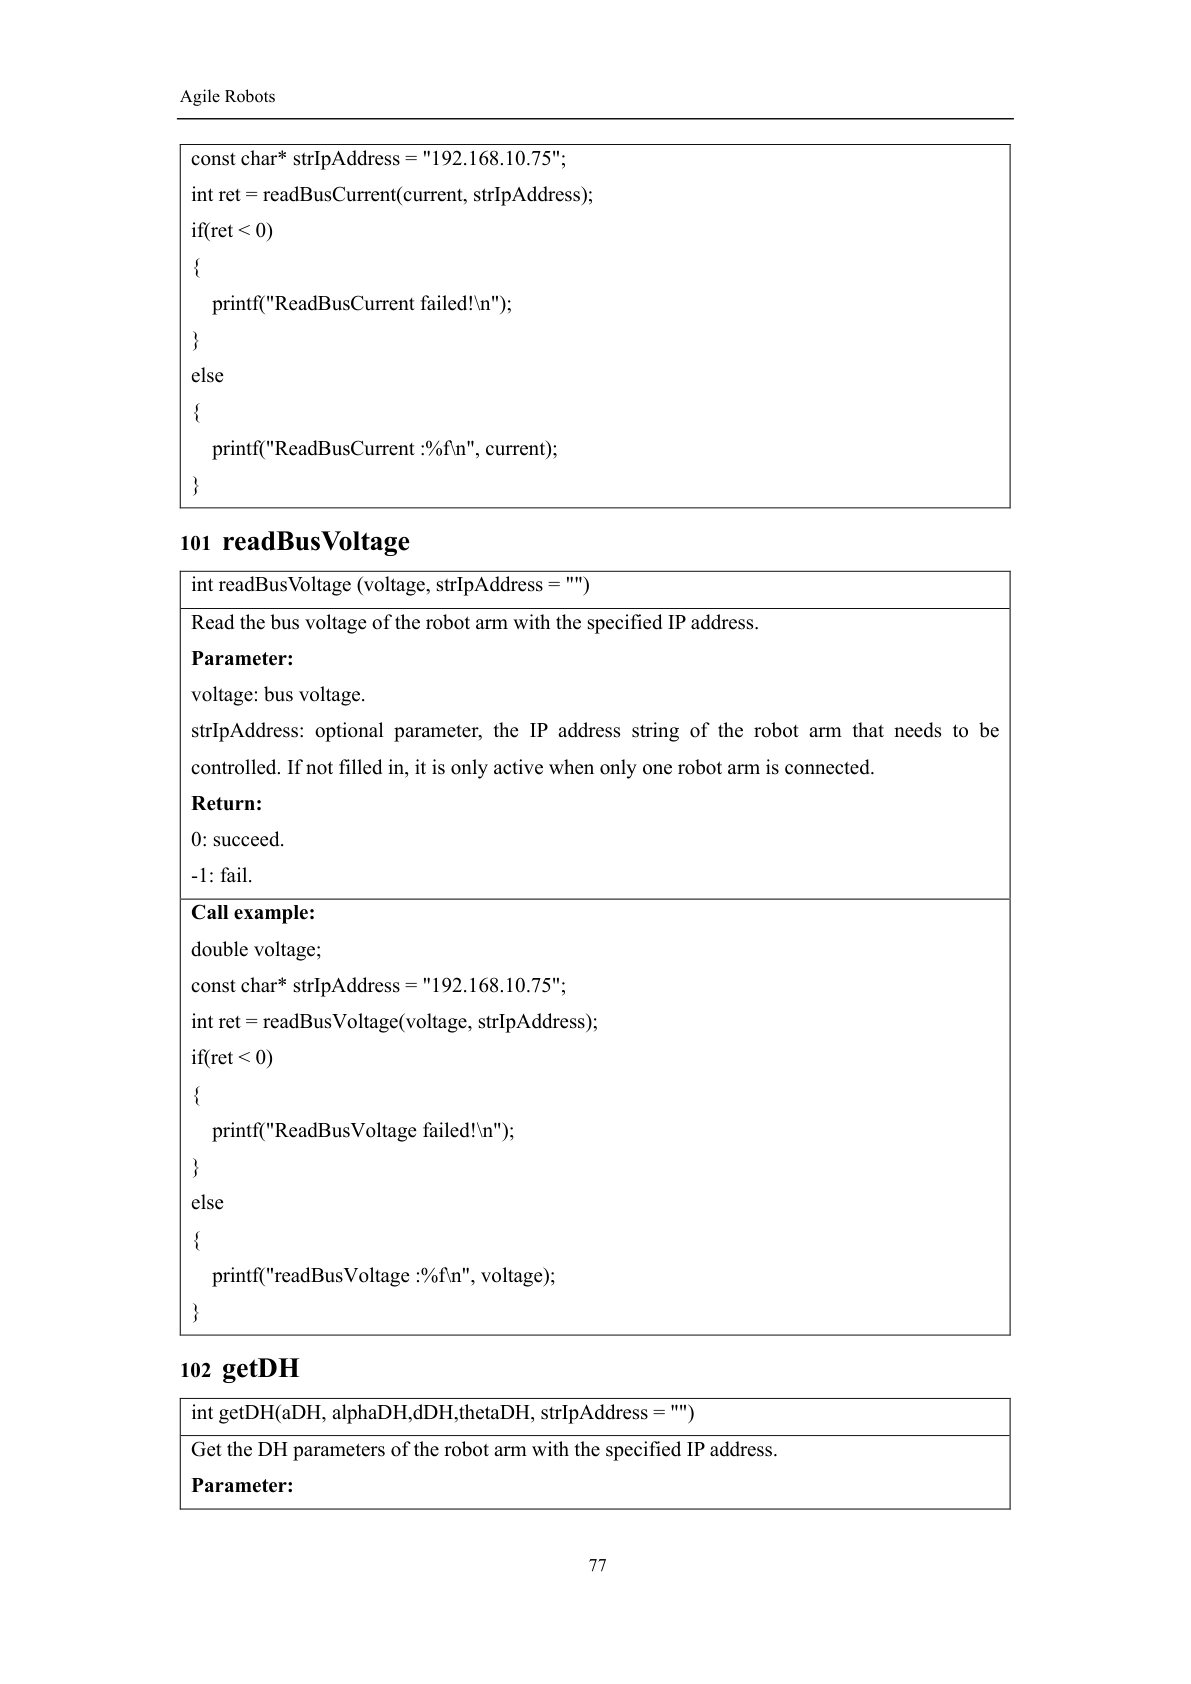 Agile Robots
const char* strIpAddress = "192.168.10.75";
int ret = readBusCurrent(current, strIpAddress);
if(ret < 0)
{
    printf("ReadBusCurrent failed!\n");
}
else
{
    printf("ReadBusCurrent :%f\n", current);
}
101 readBusVoltage
int readBusVoltage (voltage, strIpAddress = "")
Read the bus voltage of the robot arm with the specified IP address.
Parameter:
voltage: bus voltage.
strIpAddress: optional parameter, the IP address string of the robot arm that needs to be
controlled. If not filled in, it is only active when only one robot arm is connected.
Return:
0: succeed.
-1: fail.
Call example:
double voltage;
const char* strIpAddress = "192.168.10.75";
int ret = readBusVoltage(voltage, strIpAddress);
if(ret < 0)
{
    printf("ReadBusVoltage failed!\n");
}
else
{
    printf("readBusVoltage :%f\n", voltage);
}
102 getDH
int getDH(aDH, alphaDH,dDH,thetaDH, strIpAddress = "")
Get the DH parameters of the robot arm with the specified IP address.
Parameter:
77